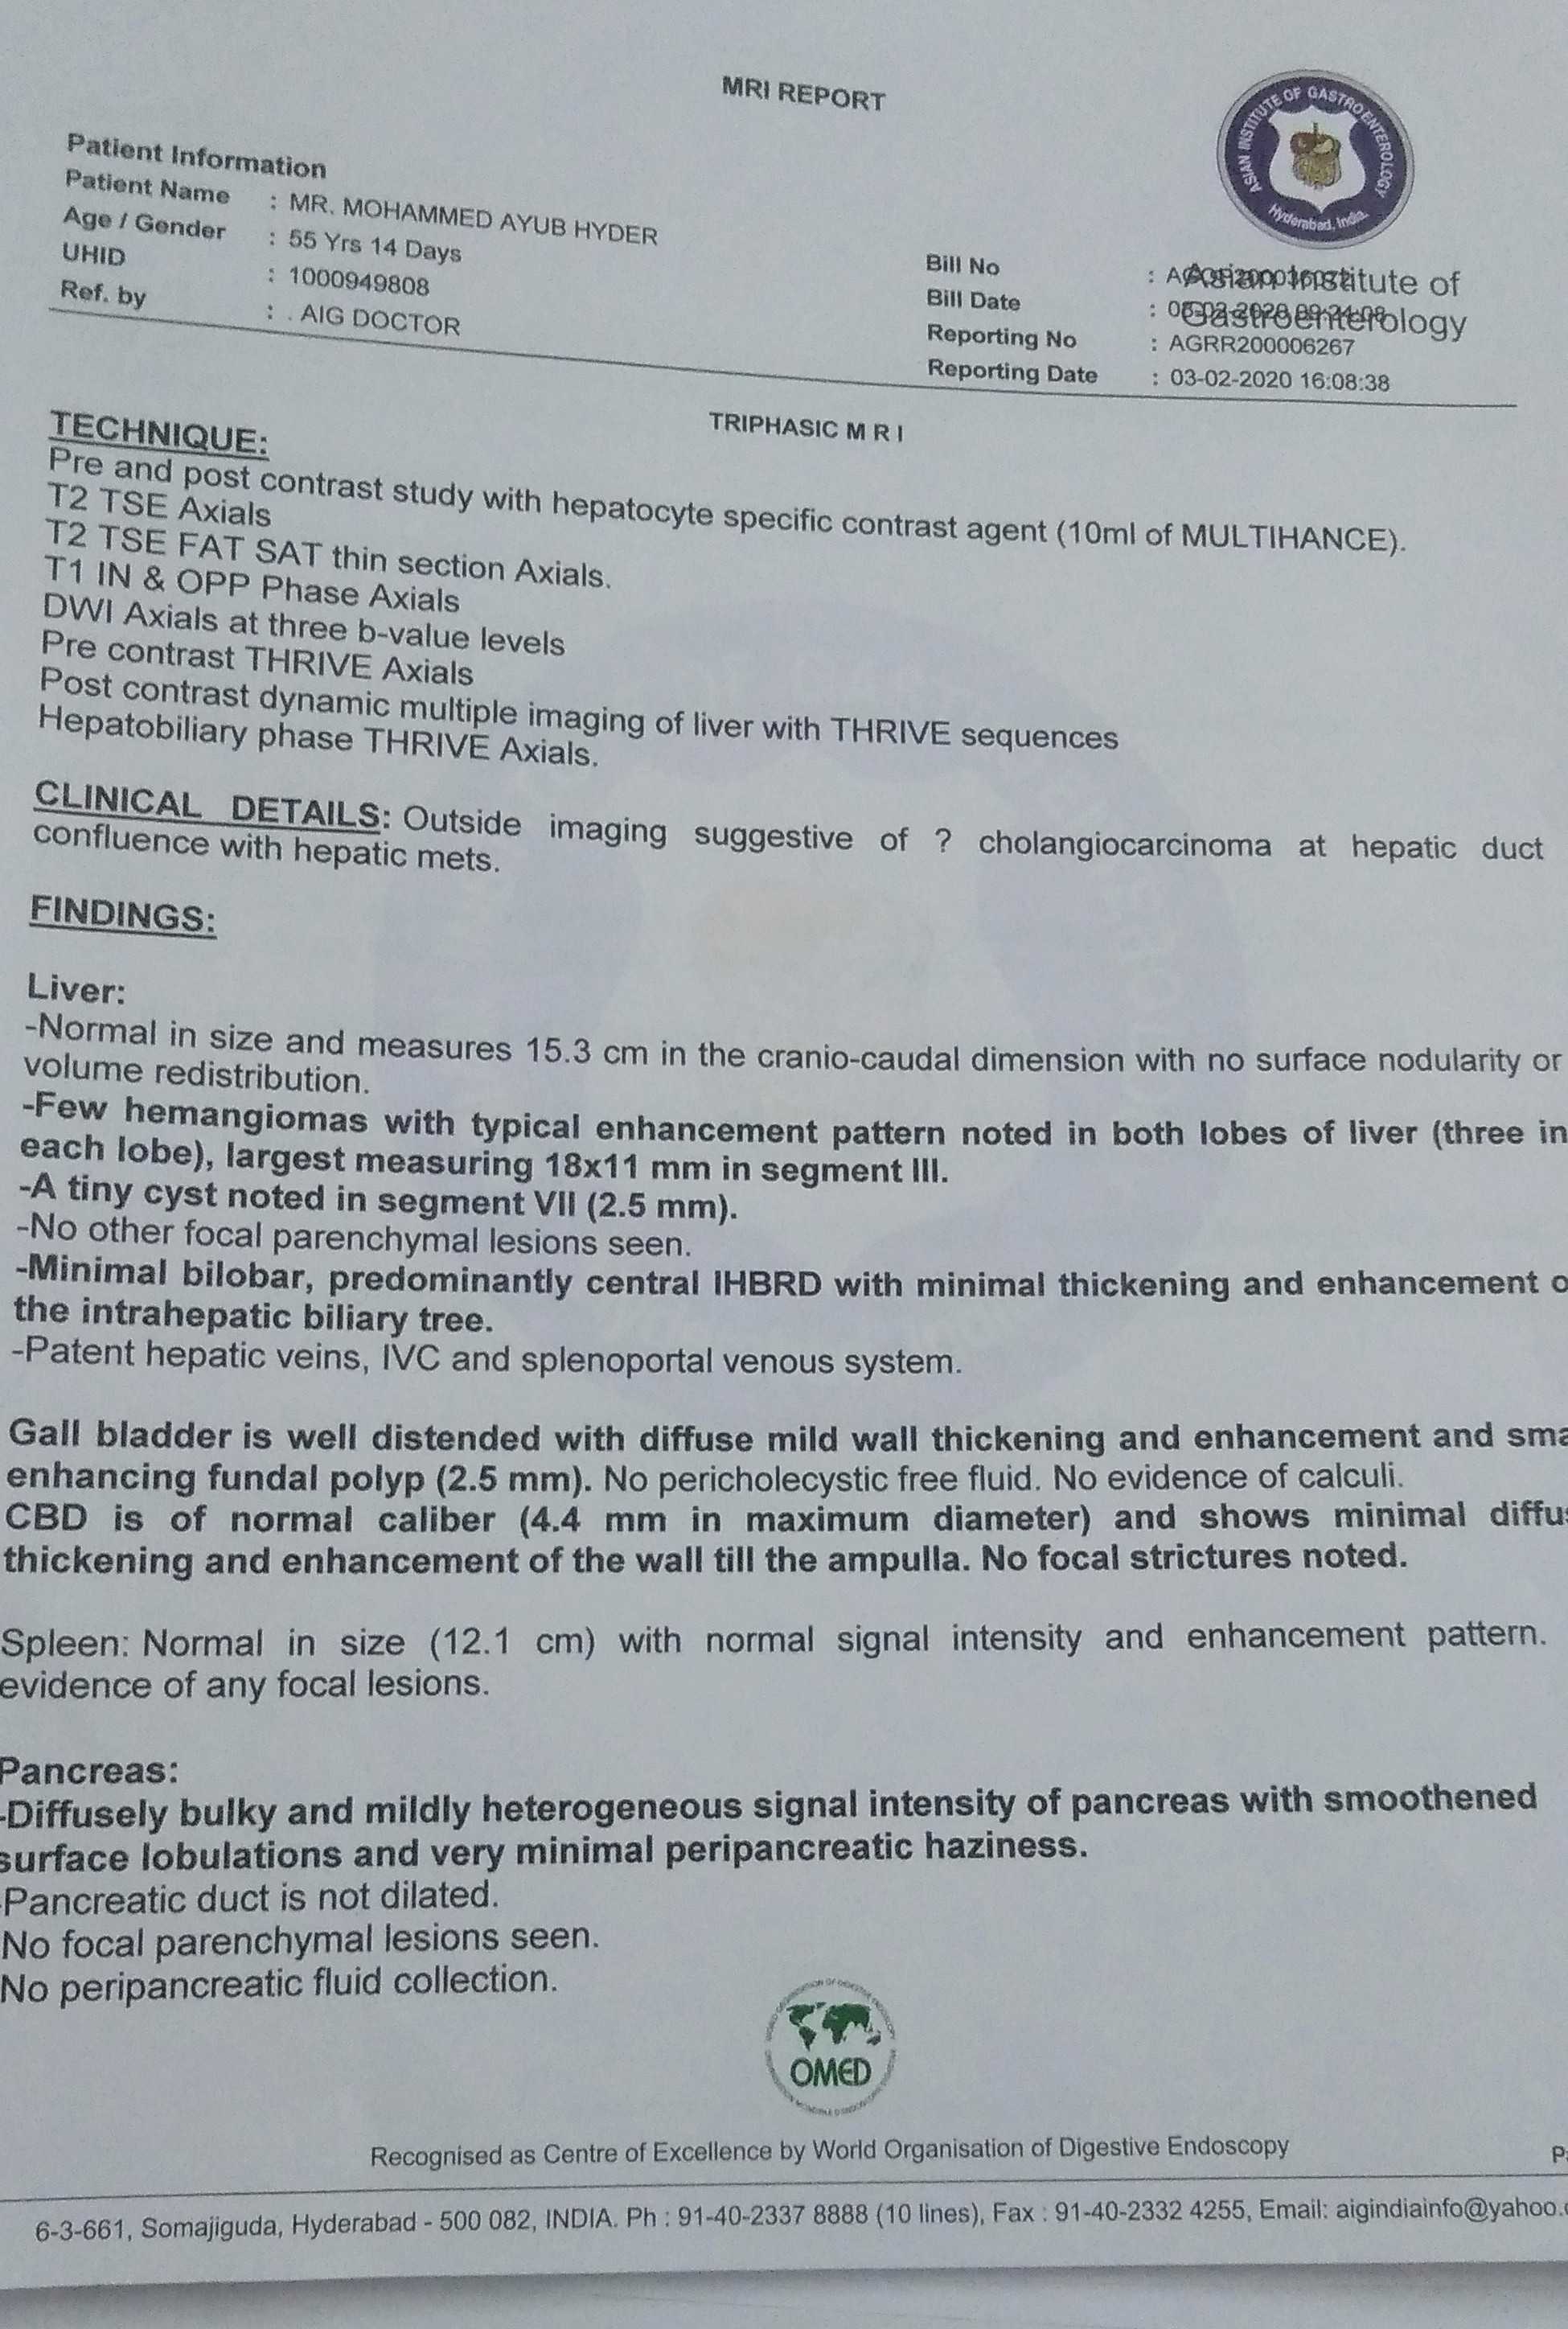 MRI REPORT
ASIAN INSTITUTE OF GASTROENTEROLOGY
Hyderabad, India.
Asian Institute of
Gastroenterology
Patient Information
Patient Name : MR. MOHAMMED AYUB HYDER
Age / Gender : 55 Yrs 14 Days
UHID : 1000949808
Ref. by : . AIG DOCTOR
Bill No :
Bill Date :
Reporting No : AGRR200006267
Reporting Date : 03-02-2020 16:08:38
TRIPHASIC M R I
TECHNIQUE:
Pre and post contrast study with hepatocyte specific contrast agent (10ml of MULTIHANCE).
T2 TSE Axials
T2 TSE FAT SAT thin section Axials.
T1 IN & OPP Phase Axials
DWI Axials at three b-value levels
Pre contrast THRIVE Axials
Post contrast dynamic multiple imaging of liver with THRIVE sequences
Hepatobiliary phase THRIVE Axials.
CLINICAL DETAILS: Outside imaging suggestive of ? cholangiocarcinoma at hepatic duct
confluence with hepatic mets.
FINDINGS:
Liver:
-Normal in size and measures 15.3 cm in the cranio-caudal dimension with no surface nodularity or
volume redistribution.
-Few hemangiomas with typical enhancement pattern noted in both lobes of liver (three in
each lobe), largest measuring 18x11 mm in segment III.
-A tiny cyst noted in segment VII (2.5 mm).
-No other focal parenchymal lesions seen.
-Minimal bilobar, predominantly central IHBRD with minimal thickening and enhancement o
the intrahepatic biliary tree.
-Patent hepatic veins, IVC and splenoportal venous system.
Gall bladder is well distended with diffuse mild wall thickening and enhancement and sma
enhancing fundal polyp (2.5 mm). No pericholecystic free fluid. No evidence of calculi.
CBD is of normal caliber (4.4 mm in maximum diameter) and shows minimal diffus
thickening and enhancement of the wall till the ampulla. No focal strictures noted.
Spleen: Normal in size (12.1 cm) with normal signal intensity and enhancement pattern.
evidence of any focal lesions.
Pancreas:
-Diffusely bulky and mildly heterogeneous signal intensity of pancreas with smoothened
surface lobulations and very minimal peripancreatic haziness.
-Pancreatic duct is not dilated.
No focal parenchymal lesions seen.
No peripancreatic fluid collection.
OMED
Recognised as Centre of Excellence by World Organisation of Digestive Endoscopy
6-3-661, Somajiguda, Hyderabad - 500 082, INDIA. Ph : 91-40-2337 8888 (10 lines), Fax : 91-40-2332 4255, Email: aigindiainfo@yahoo.c